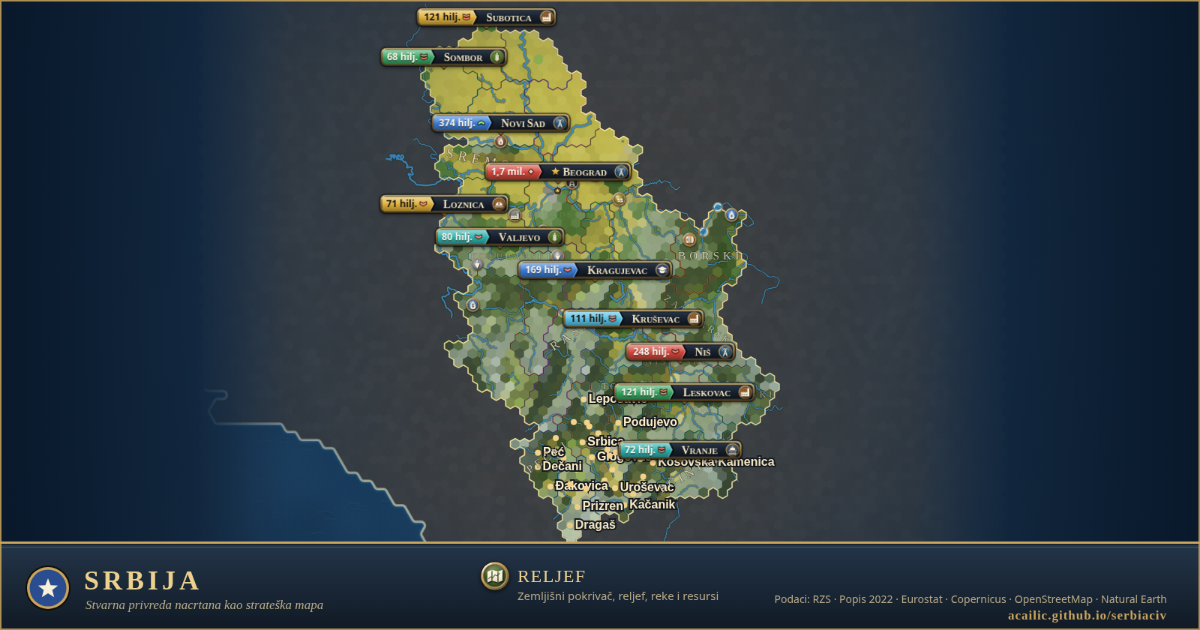 121 hilj. SUBOTICA
68 hilj. SOMBOR
374 hilj. NOVI SAD
1,7 mil. BEOGRAD
71 hilj. LOZNICA
80 hilj. VALJEVO
BORSK
169 hilj. KRAGUJEVAC
111 hilj. KRUŠEVAC
248 hilj. NIŠ
121 hilj. LESKOVAC
Podujevo
Srbica
72 hilj. VRANJE
Peć
Kosovska Kamenica
Dečani
Đakovica
Uroševac
Prizren
Kačanik
Dragaš
SRBIJA
Stvarna privreda nacrtana kao strateška mapa
RELJEF
Zemljišni pokrivač, reljef, reke i resursi
Podaci: RZS · Popis 2022 · Eurostat · Copernicus · OpenStreetMap · Natural Earth
acailic.github.io/serbiaciv